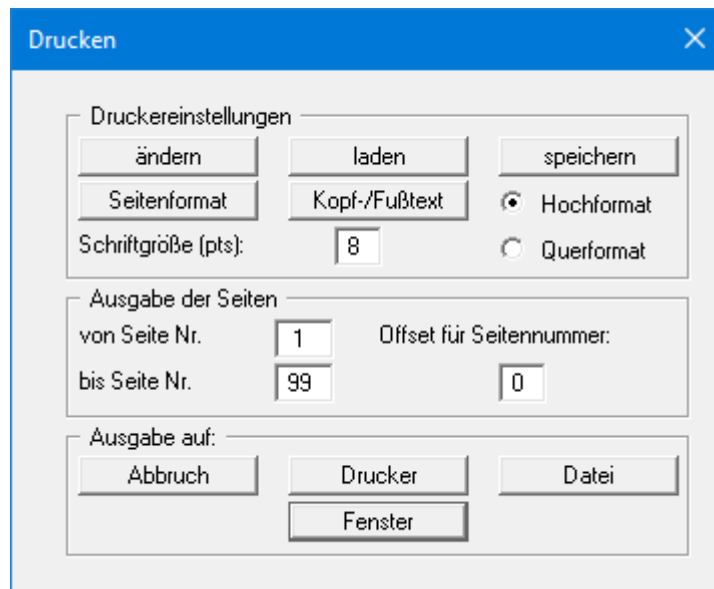 Drucken
Druckereinstellungen
ändern laden speichern
Seitenformat Kopf-/Fußtext Hochformat
Schriftgröße (pts): 8 Querformat
Ausgabe der Seiten
von Seite Nr. 1 Offset für Seitennummer:
bis Seite Nr. 99 0
Ausgabe auf:
Abbruch Drucker Datei
Fenster